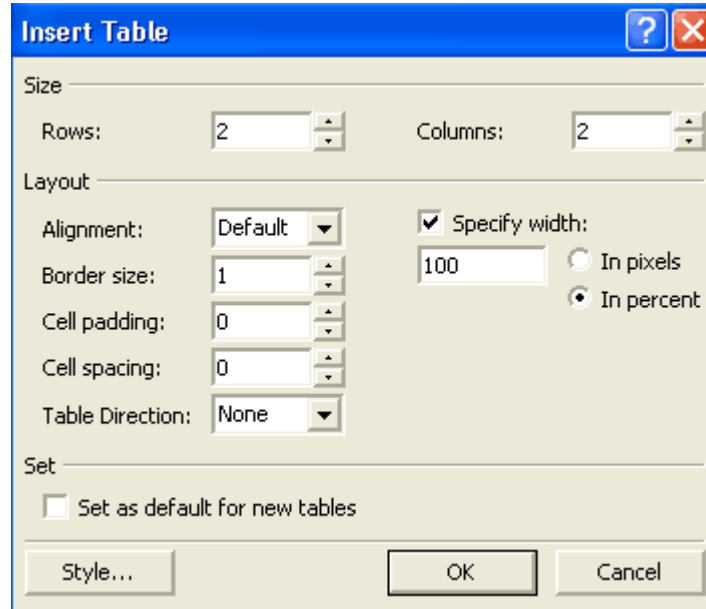 Insert Table
Size
Rows: 2 Columns: 2
Layout
Alignment: Default Specify width:
Border size: 1 100 In pixels
In percent
Cell padding: 0
Cell spacing: 0
Table Direction: None
Set
Set as default for new tables
Style... OK Cancel